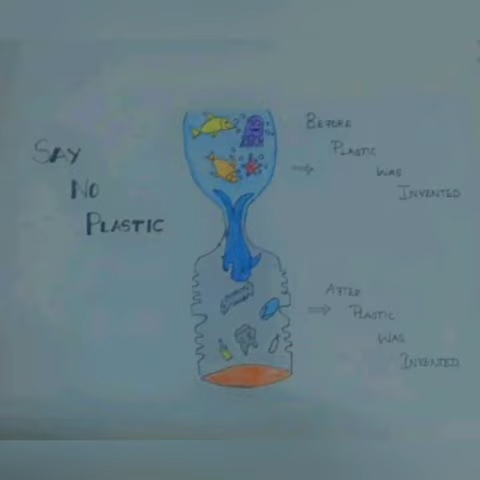 SAY
NO
PLASTIC
BEFORE
PLASTIC
WAS
INVENTED
AFTER
PLASTIC
WAS
INVENTED